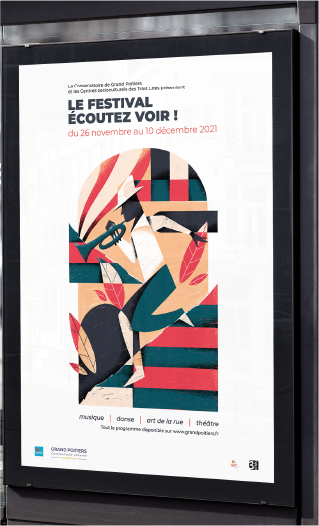 Le Conservatoire de Grand Poitiers
et les Centres socioculturels des Trois Cités présentent
LE FESTIVAL
ÉCOUTEZ VOIR !
du 26 novembre au 10 décembre 2021
musique | danse | art de la rue | théâtre
Tout le programme disponible sur www.grandpoitiers.fr
GRAND POITIERS